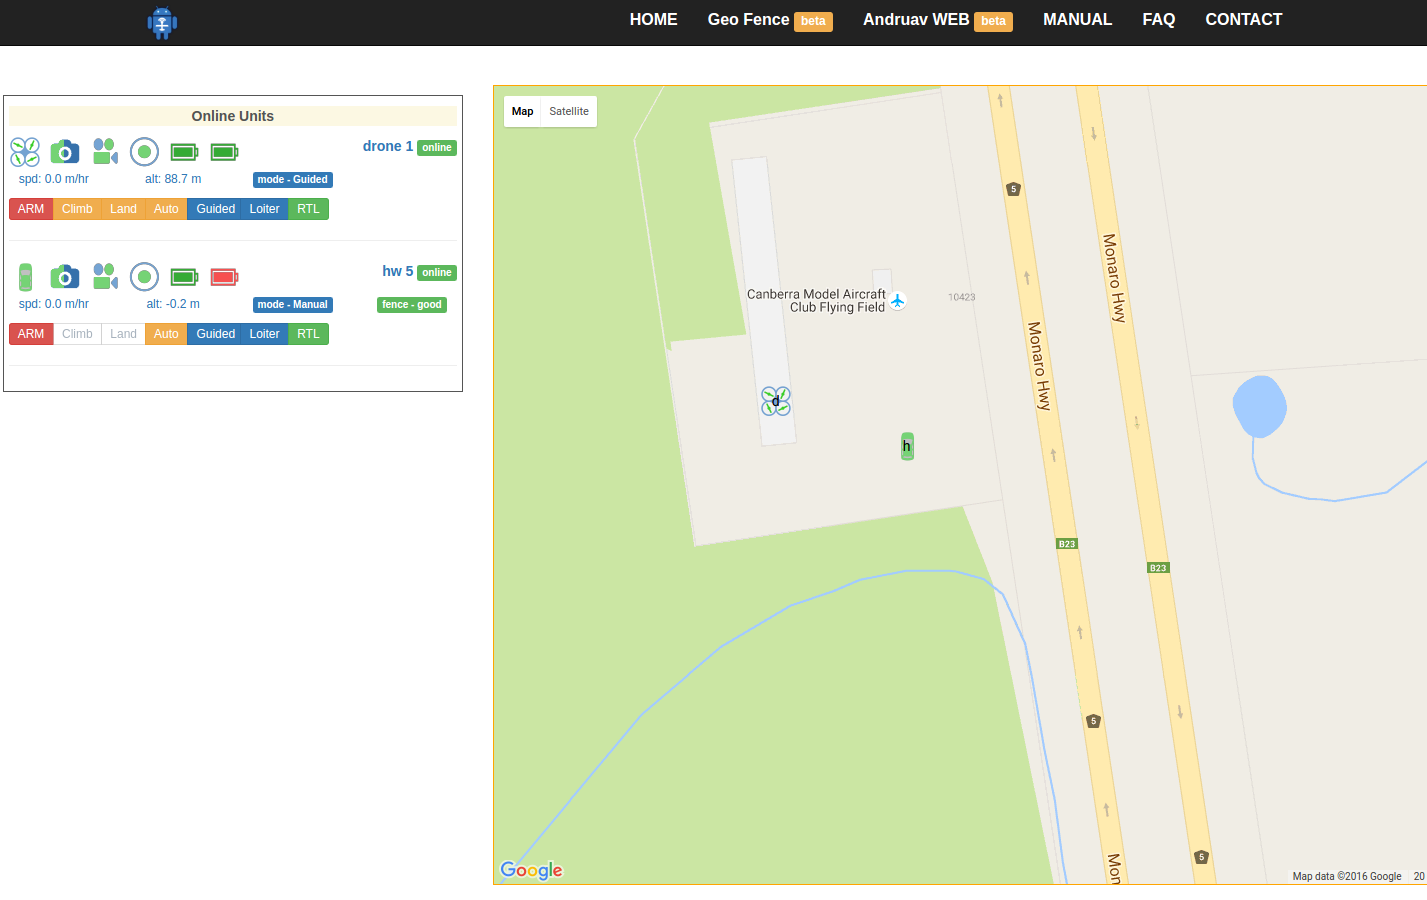 HOME Geo Fence beta Andruav WEB beta MANUAL FAQ CONTACT
Online Units
drone 1 online
spd: 0.0 m/hr alt: 88.7 m mode - Guided
ARM Climb Land Auto Guided Loiter RTL
hw 5 online
spd: 0.0 m/hr alt: -0.2 m mode - Manual fence - good
ARM Climb Land Auto Guided Loiter RTL
Map Satellite
5
Monaro Hwy
Canberra Model Aircraft
Club Flying Field
10423
Monaro Hwy
d
h
B23
B23
5
5
Mon
Google
Map data ©2016 Google 20